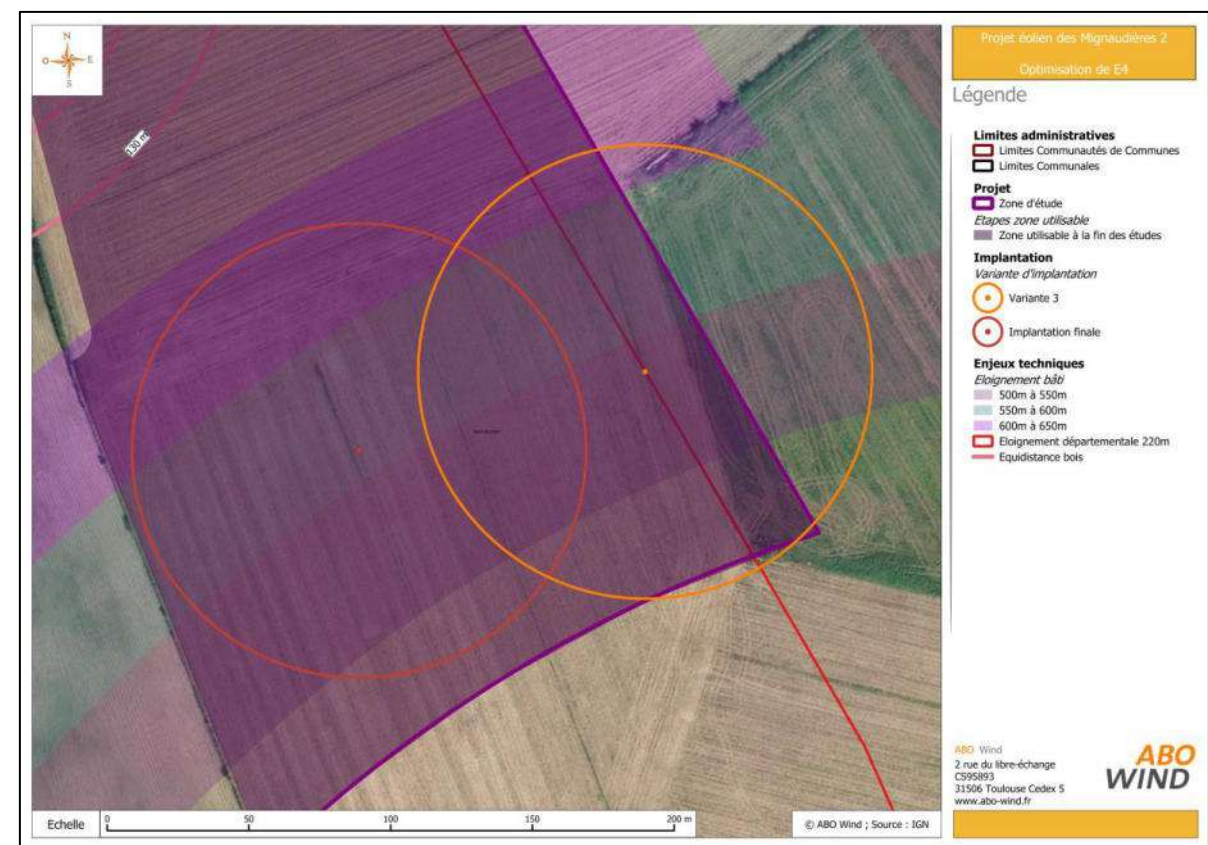 N
O
E
S
130 m
Projet éolien des Mignaudières 2
Optimisation de E4
Légende
Limites administratives
Limites Communautés de Communes
Limites Communales
Projet
Zone d'étude
Etapes zone utilisable
Zone utilisable à la fin des études
Implantation
Variante d'implantation
Variante 3
Implantation finale
Enjeux techniques
Eloignement bâti
500m à 550m
550m à 600m
600m à 650m
Eloignement départementale 220m
Equidistance bois
ABO Wind
2 rue du libre-échange
CS95893
31506 Toulouse Cedex 5
www.abo-wind.fr
ABO
WIND
Echelle
0 50 100 150 200 m
© ABO Wind ; Source : IGN